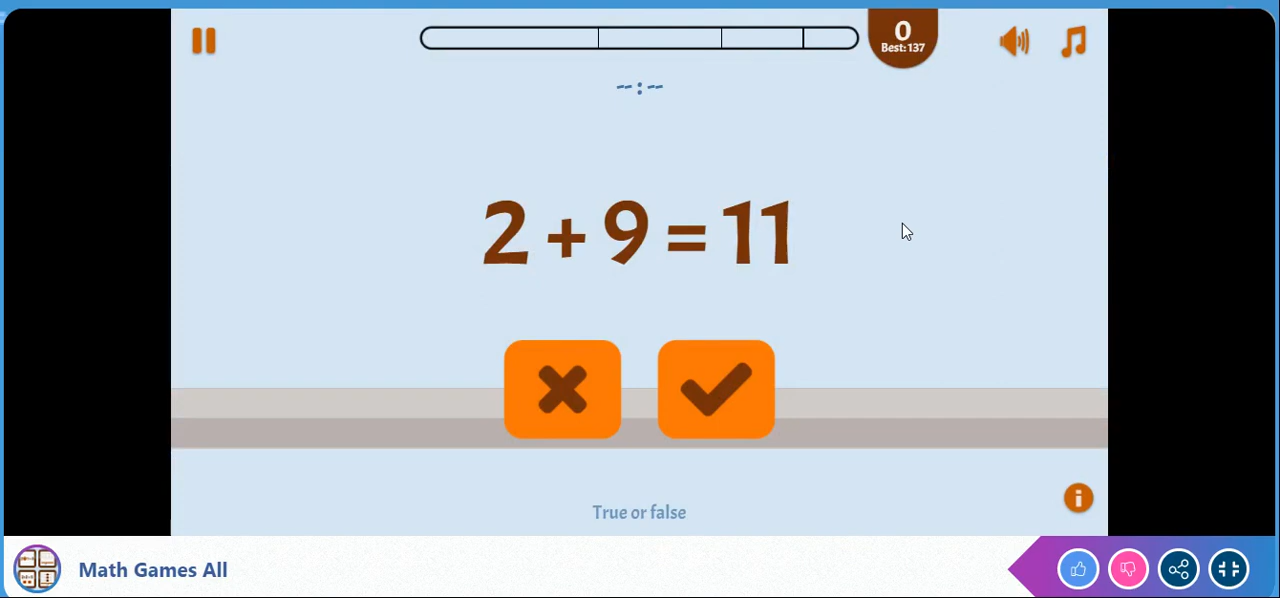 0
Best: 137
--:--
2+9=11
True or false
Math Games All